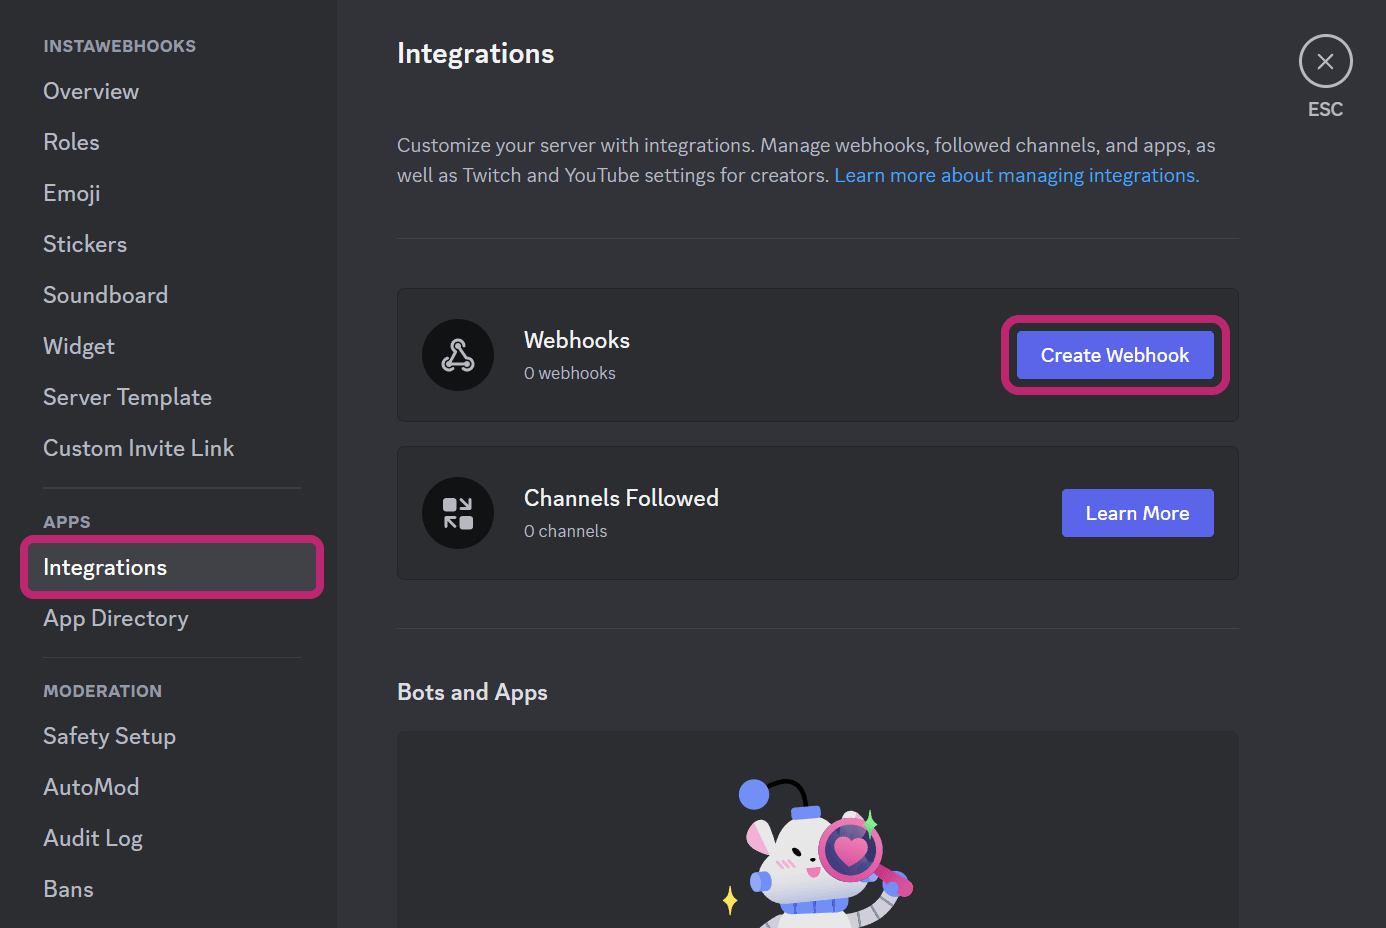 INSTAWEBHOOKS
Overview
Roles
Emoji
Stickers
Soundboard
Widget
Server Template
Custom Invite Link
APPS
Integrations
App Directory
MODERATION
Safety Setup
AutoMod
Audit Log
Bans
Integrations
ESC
Customize your server with integrations. Manage webhooks, followed channels, and apps, as
well as Twitch and YouTube settings for creators. Learn more about managing integrations.
Webhooks
0 webhooks
Create Webhook
Channels Followed
0 channels
Learn More
Bots and Apps